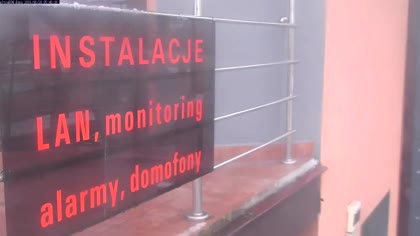 INSTALACJE
LAN, monitoring
alarmy, domofony